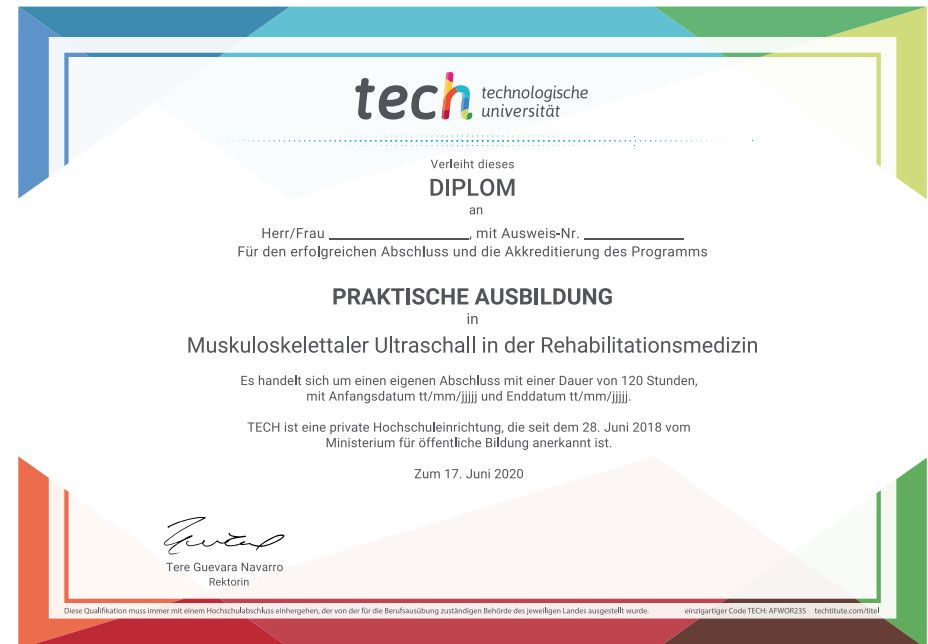 tech technologische
universität
Verleiht dieses
DIPLOM
an
Herr/Frau ____________________, mit Ausweis-Nr. ______________
Für den erfolgreichen Abschluss und die Akkreditierung des Programms
PRAKTISCHE AUSBILDUNG
in
Muskuloskelettaler Ultraschall in der Rehabilitationsmedizin
Es handelt sich um einen eigenen Abschluss mit einer Dauer von 120 Stunden,
mit Anfangsdatum tt/mm/jjjjj und Enddatum tt/mm/jjjjj.
TECH ist eine private Hochschuleinrichtung, die seit dem 28. Juni 2018 vom
Ministerium für öffentliche Bildung anerkannt ist.
Zum 17. Juni 2020
Tere Guevara Navarro
Rektorin
Diese Qualifikation muss immer mit einem Hochschulabschluss einhergehen, der von der für die Berufsausübung zuständigen Behörde des jeweiligen Landes ausgestellt wurde. einzigartiger Code TECH: AFWOR23S techtitute.com/titel